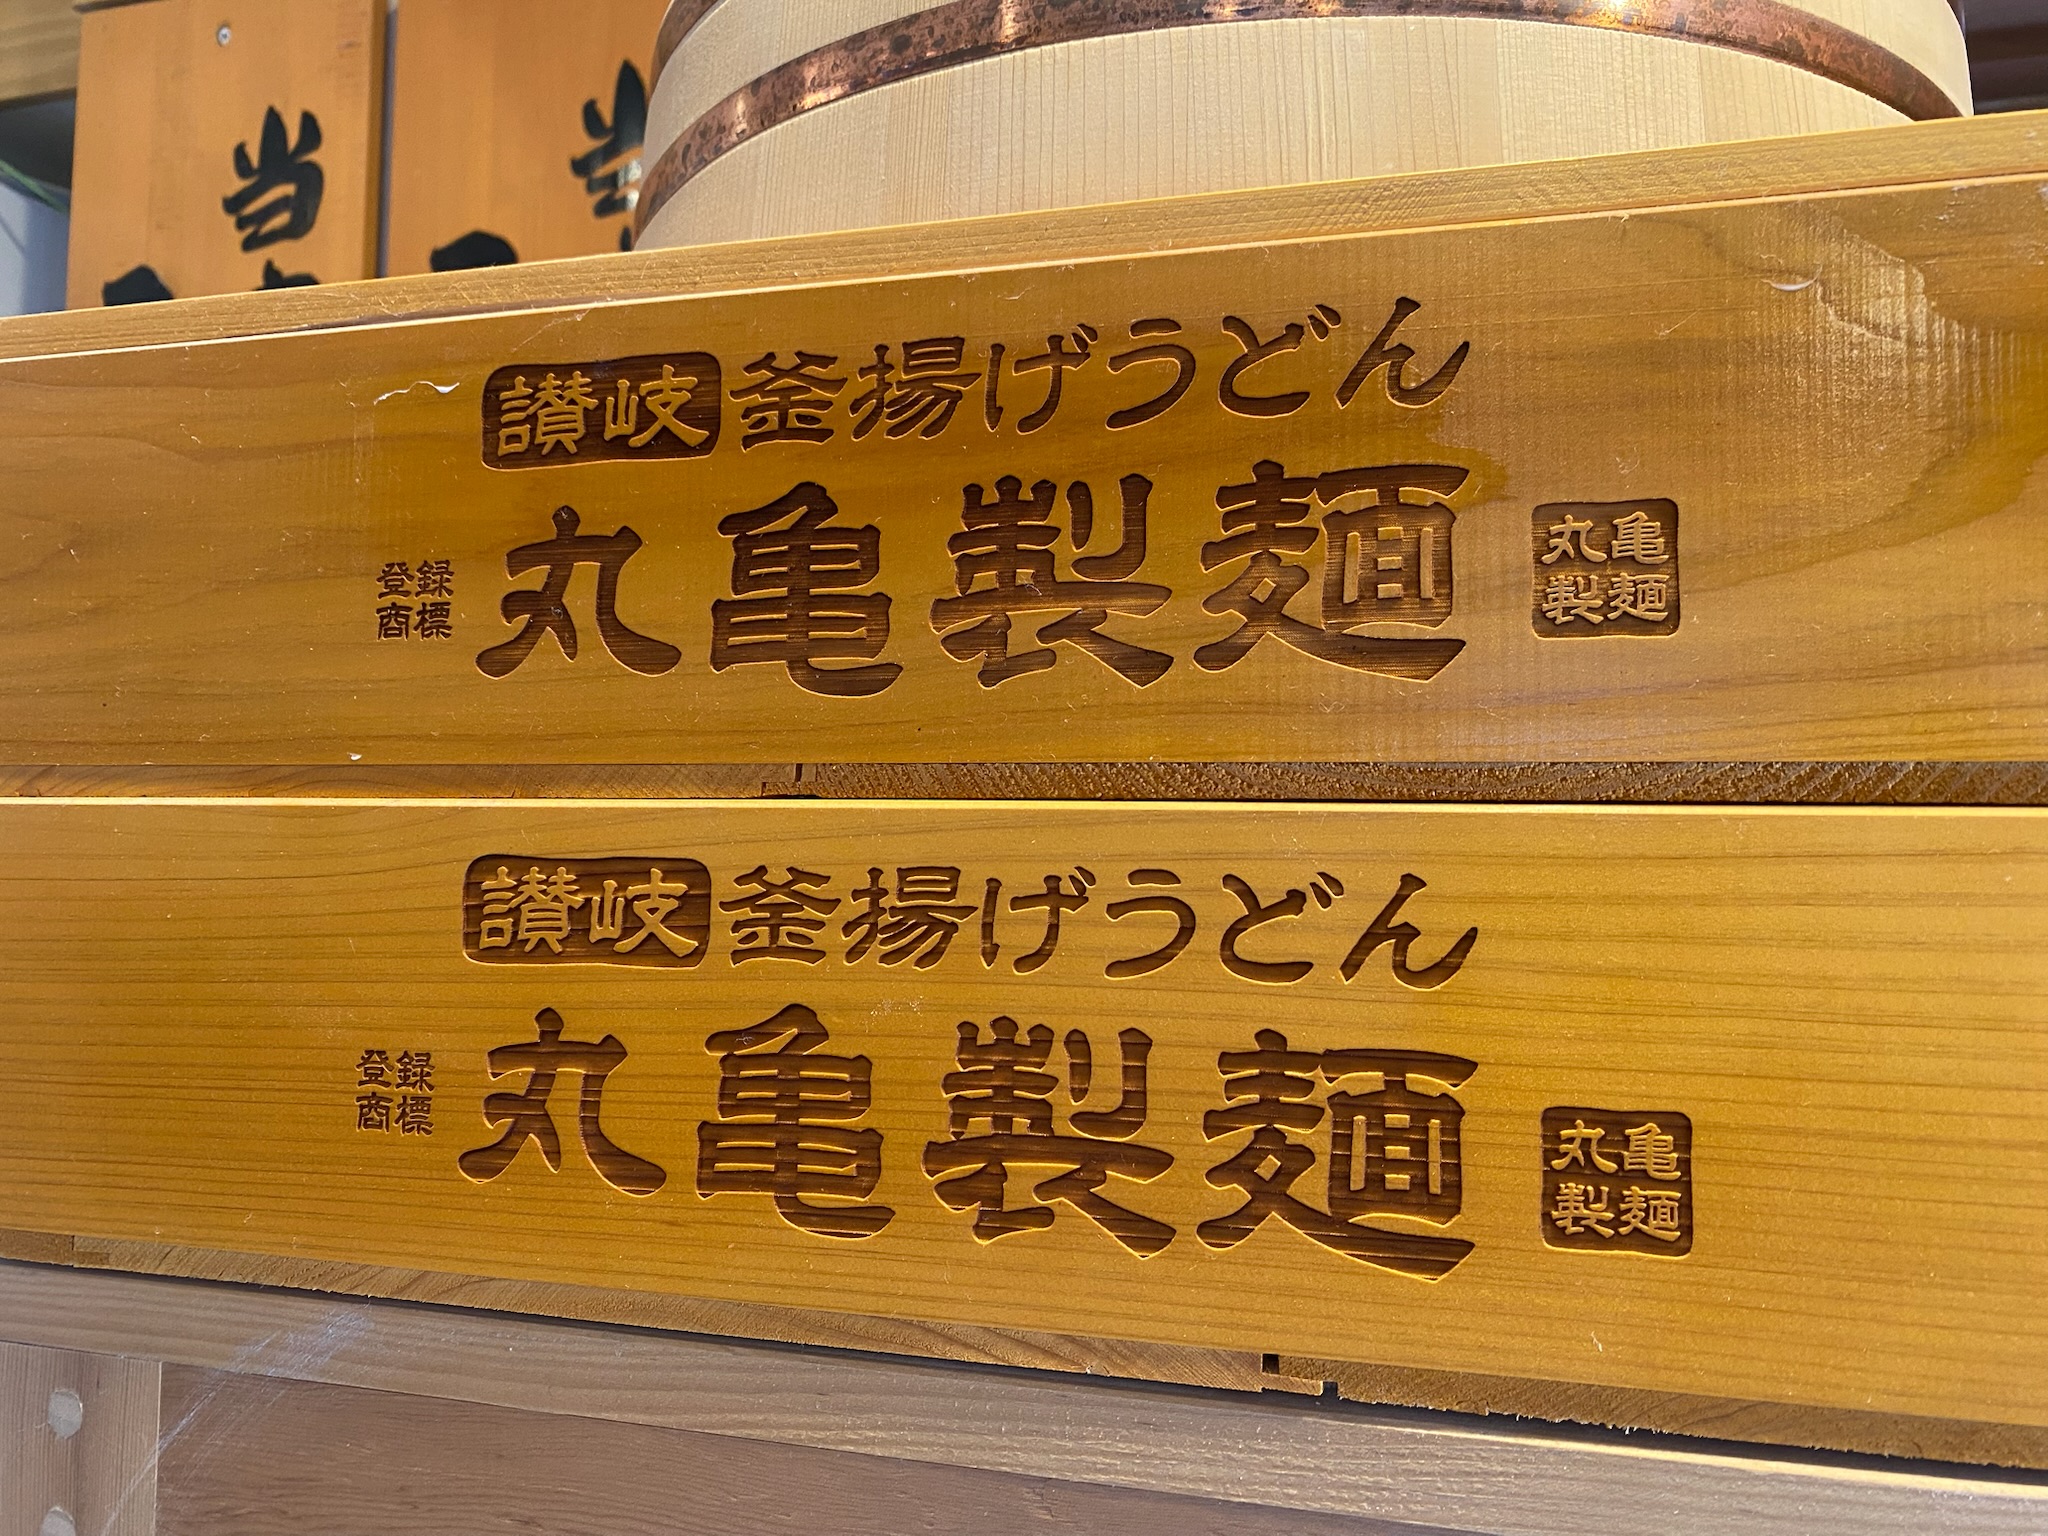 当
当
讃岐 釜揚げうどん
登録
商標
丸亀製麺
丸亀
製麺
讃岐 釜揚げうどん
登録
商標
丸亀製麺
丸亀
製麺